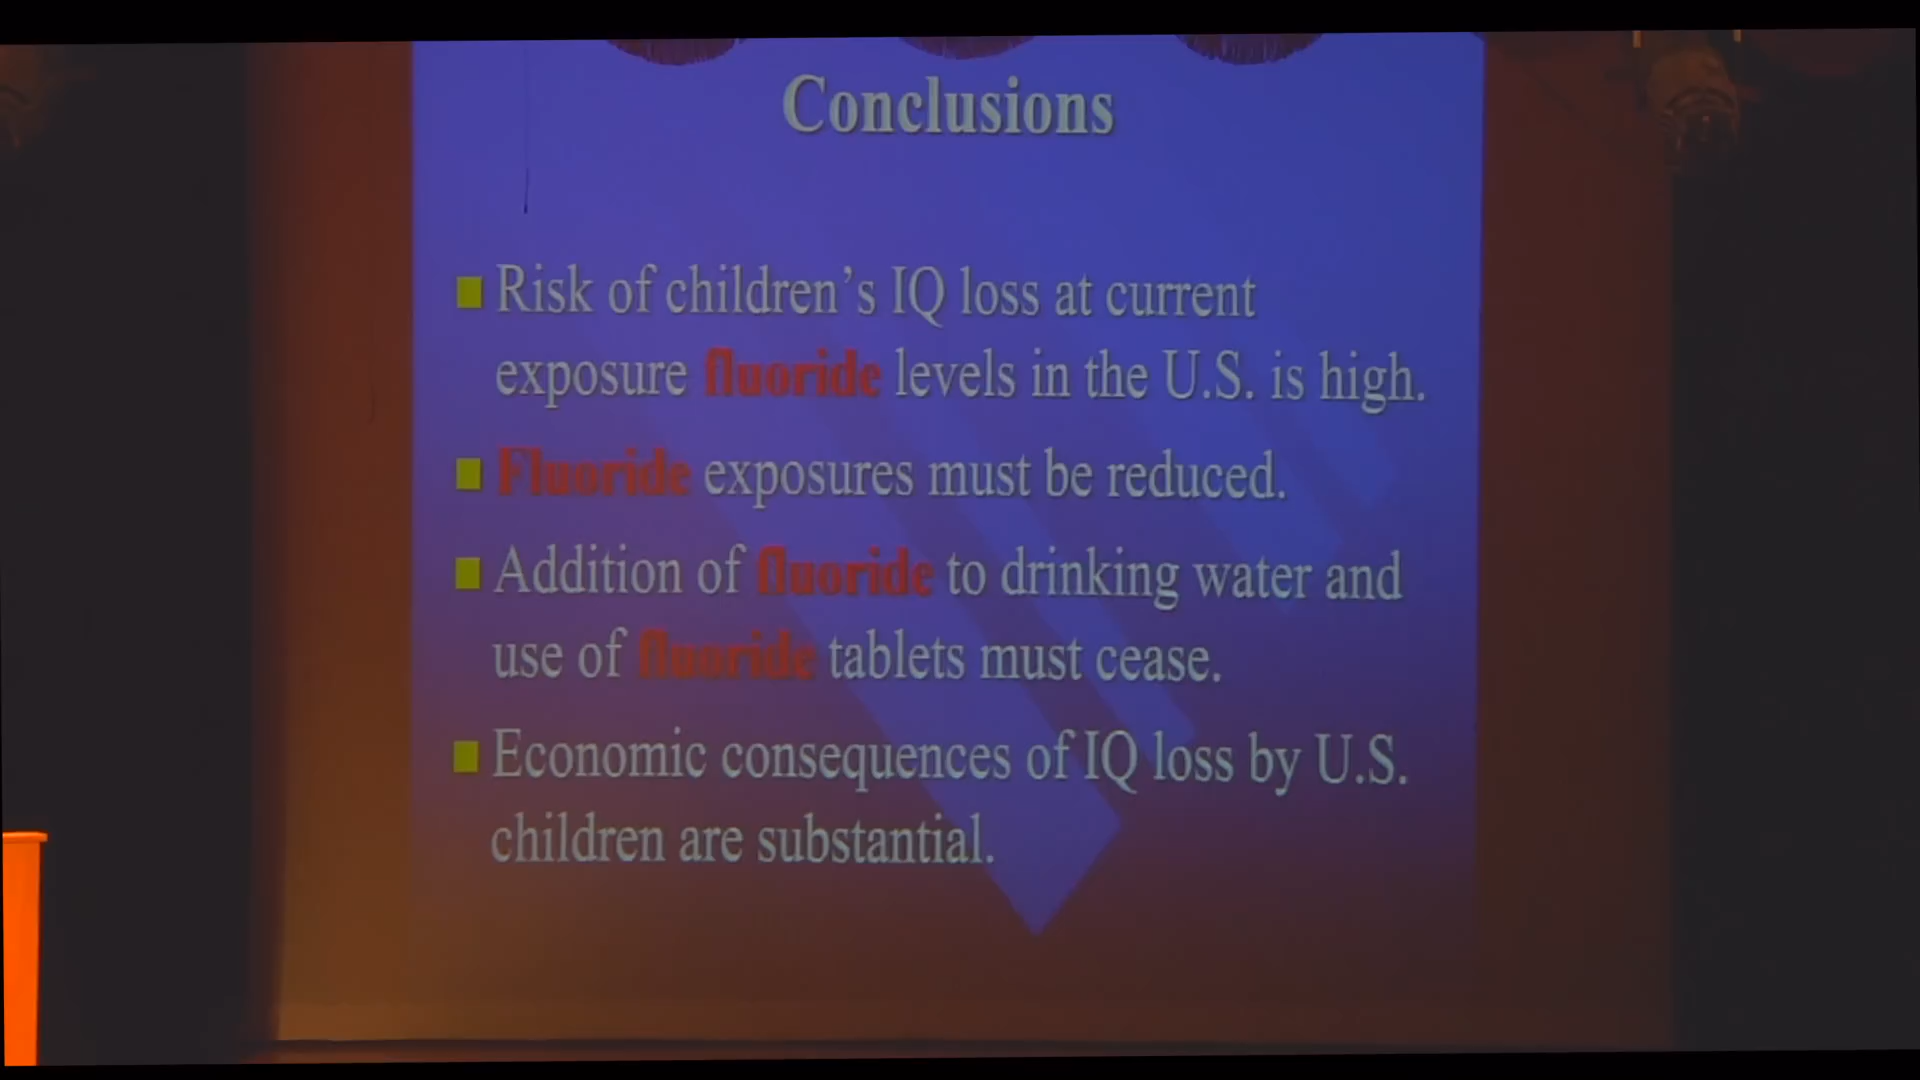 Conclusions
Risk of children's IQ loss at current
exposure fluoride levels in the U.S. is high.
Fluoride exposures must be reduced.
Addition of fluoride to drinking water and
use of fluoride tablets must cease.
Economic consequences of IQ loss by U.S.
children are substantial.